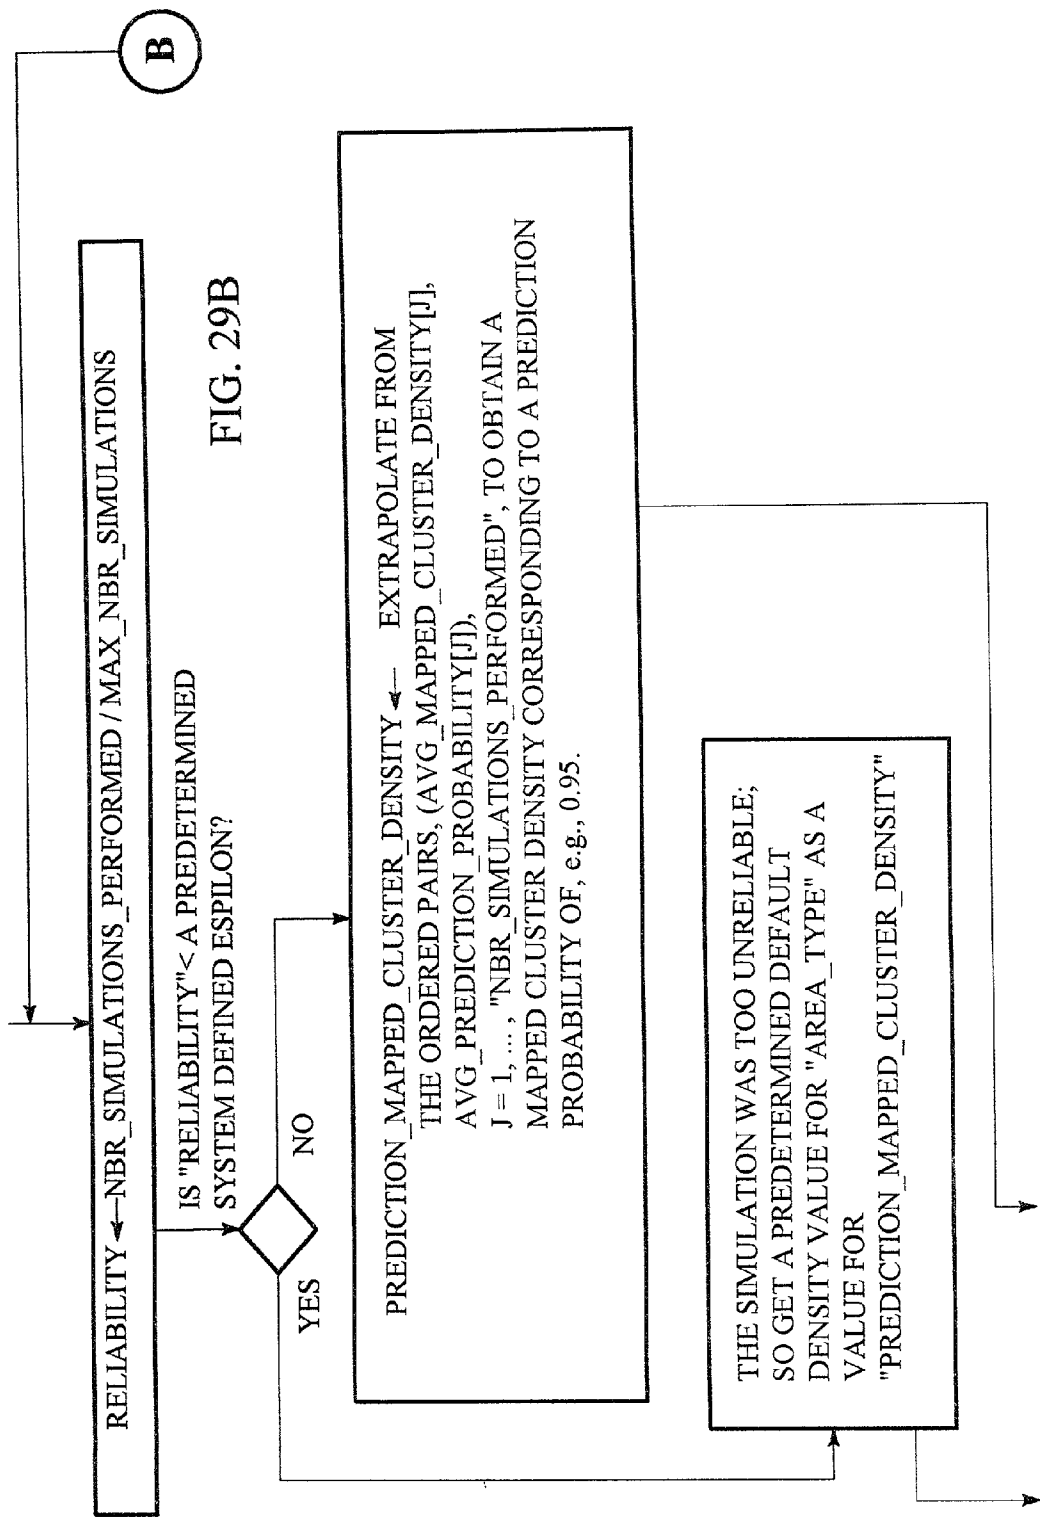 B
RELIABILITY ← NBR_SIMULATIONS_PERFORMED / MAX_NBR_SIMULATIONS
FIG. 29B
IS "RELIABILITY"< A PREDETERMINED
SYSTEM DEFINED ESPILON?
YES
NO
PREDICTION_MAPPED_CLUSTER_DENSITY ← EXTRAPOLATE FROM
THE ORDERED PAIRS, (AVG_MAPPED_CLUSTER_DENSITY[J],
AVG_PREDICTION_PROBABILITY[J]),
J = 1, ... , "NBR_SIMULATIONS_PERFORMED", TO OBTAIN A
MAPPED CLUSTER DENSITY CORRESPONDING TO A PREDICTION
PROBABILITY OF, e.g., 0.95.
THE SIMULATION WAS TOO UNRELIABLE;
SO GET A PREDETERMINED DEFAULT
DENSITY VALUE FOR "AREA_TYPE" AS A
VALUE FOR
"PREDICTION_MAPPED_CLUSTER_DENSITY"